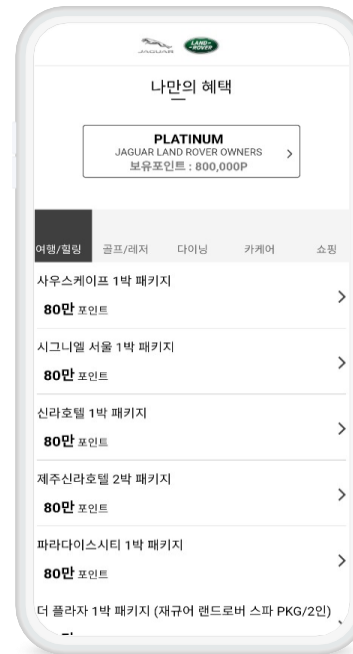 JAGUAR
LAND-
ROVER
나만의 혜택
PLATINUM
JAGUAR LAND ROVER OWNERS
보유포인트 : 800,000P
여행/힐링 골프/레저 다이닝 카케어 쇼핑
사우스케이프 1박 패키지
80만 포인트
시그니엘 서울 1박 패키지
80만 포인트
신라호텔 1박 패키지
80만 포인트
제주신라호텔 2박 패키지
80만 포인트
파라다이스시티 1박 패키지
80만 포인트
더 플라자 1박 패키지 (재규어 랜드로버 스파 PKG/2인)